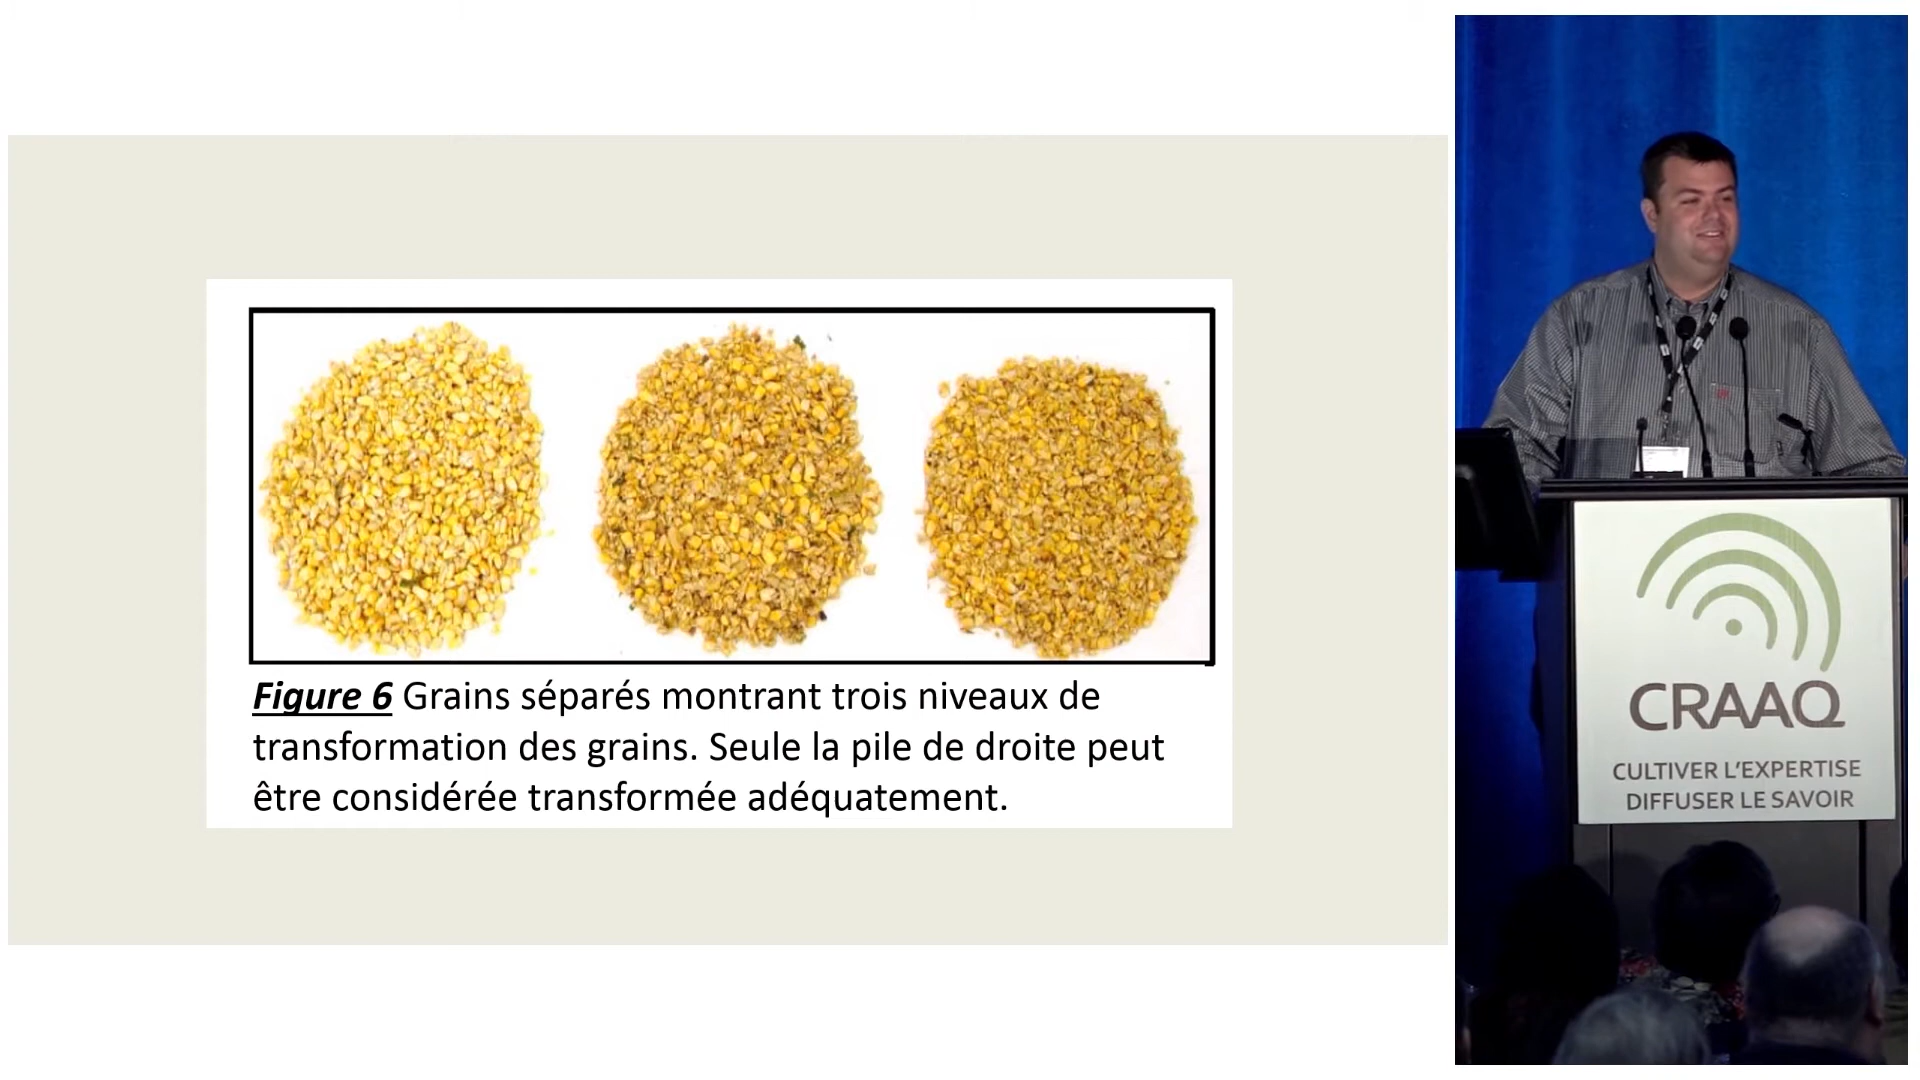 Figure 6 Grains séparés montrant trois niveaux de
transformation des grains. Seule la pile de droite peut
être considérée transformée adéquatement.
CRAAQ
CULTIVER L'EXPERTISE
DIFFUSER LE SAVOIR